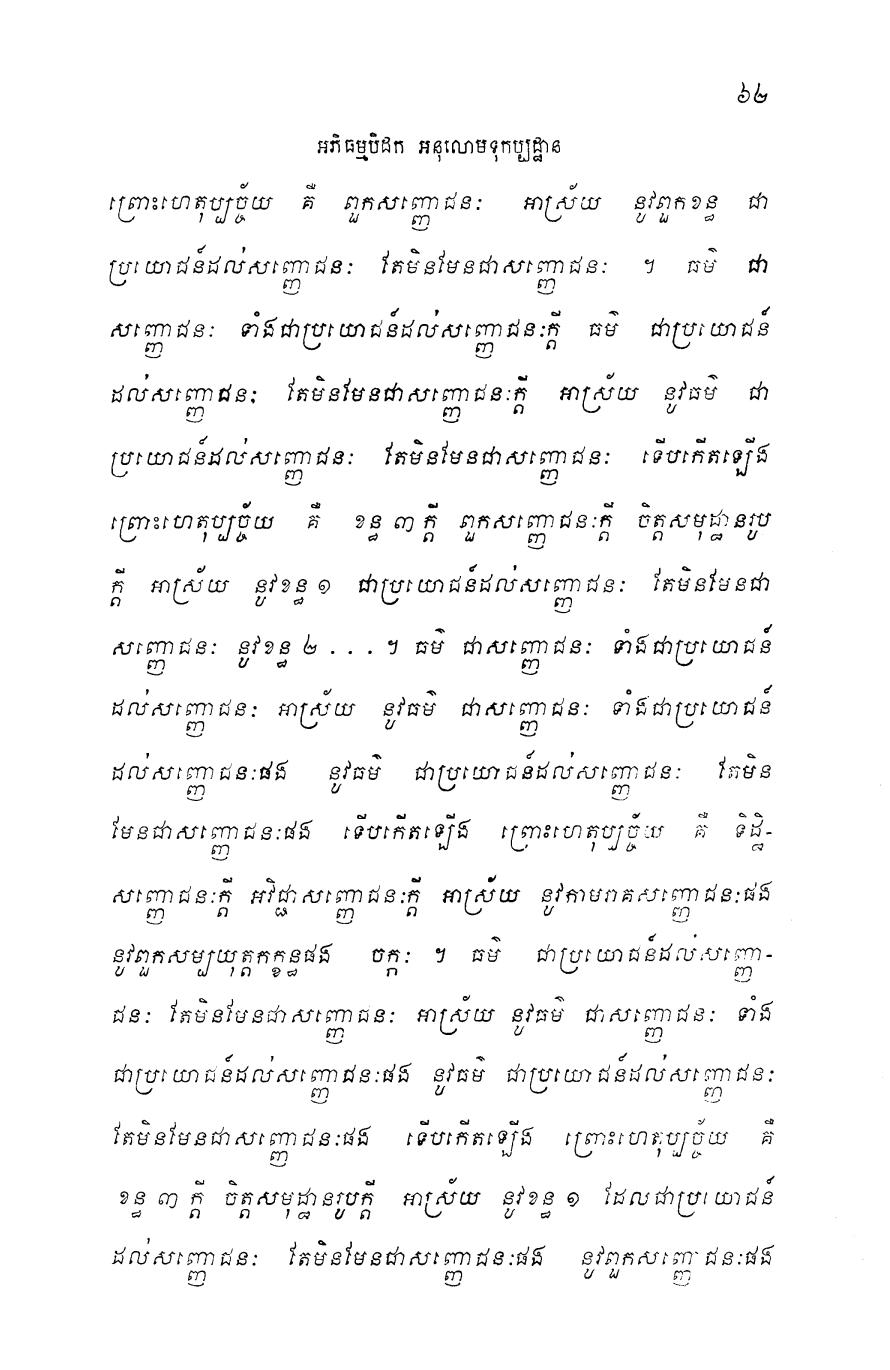 ៦២
អភិធម្មបិដក អនុលោមទុកប្បដ្ឋាន
ព្រោះហេតុប្បច្ច័យ គឺ ពួកសញ្ញោជនៈ អាស្រ័យ នូវពួកខន្ធ ជា
ប្រយោជន៍ដល់សញ្ញោជនៈ តែមិនមែនជាសញ្ញោជនៈ ។ ធម៌ ជា
សញ្ញោជនៈ ទាំងជាប្រយោជន៍ដល់សញ្ញោជនៈក្តី ធម៌ ជាប្រយោជន៍
ដល់សញ្ញោជនៈ តែមិនមែនជាសញ្ញោជនៈក្តី អាស្រ័យ នូវធម៌ ជា
ប្រយោជន៍ដល់សញ្ញោជនៈ តែមិនមែនជាសញ្ញោជនៈ ទើបកើតឡើង
ព្រោះហេតុប្បច្ច័យ គឺ ខន្ធ ៣ ក្តី ពួកសញ្ញោជនៈក្តី ចិត្តសមុដ្ឋានរូប
ក្តី អាស្រ័យ នូវខន្ធ ១ ជាប្រយោជន៍ដល់សញ្ញោជនៈ តែមិនមែនជា
សញ្ញោជនៈ នូវខន្ធ ២ . . . ។ ធម៌ ជាសញ្ញោជនៈ ទាំងជាប្រយោជន៍
ដល់សញ្ញោជនៈ អាស្រ័យ នូវធម៌ ជាសញ្ញោជនៈ ទាំងជាប្រយោជន៍
ដល់សញ្ញោជនៈផង នូវធម៌ ជាប្រយោជន៍ដល់សញ្ញោជនៈ តែមិន
មែនជាសញ្ញោជនៈផង ទើបកើតឡើង ព្រោះហេតុប្បច្ច័យ គឺ ទិដ្ឋិ-
សញ្ញោជនៈក្តី អវិជ្ជាសញ្ញោជនៈក្តី អាស្រ័យ នូវកាមរាគសញ្ញោជនៈផង
នូវពួកសម្បយុត្តកក្ខន្ធផង ចក្កៈ ។ ធម៌ ជាប្រយោជន៍ដល់សញ្ញោ-
ជនៈ តែមិនមែនជាសញ្ញោជនៈ អាស្រ័យ នូវធម៌ ជាសញ្ញោជនៈ ទាំង
ជាប្រយោជន៍ដល់សញ្ញោជនៈផង នូវធម៌ ជាប្រយោជន៍ដល់សញ្ញោជនៈ
តែមិនមែនជាសញ្ញោជនៈផង ទើបកើតឡើង ព្រោះហេតុប្បច្ច័យ គឺ
ខន្ធ ៣ ក្តី ចិត្តសមុដ្ឋានរូបក្តី អាស្រ័យ នូវខន្ធ ១ ដែលជាប្រយោជន៍
ដល់សញ្ញោជនៈ តែមិនមែនជាសញ្ញោជនៈផង នូវពួកសញ្ញោជនៈផង